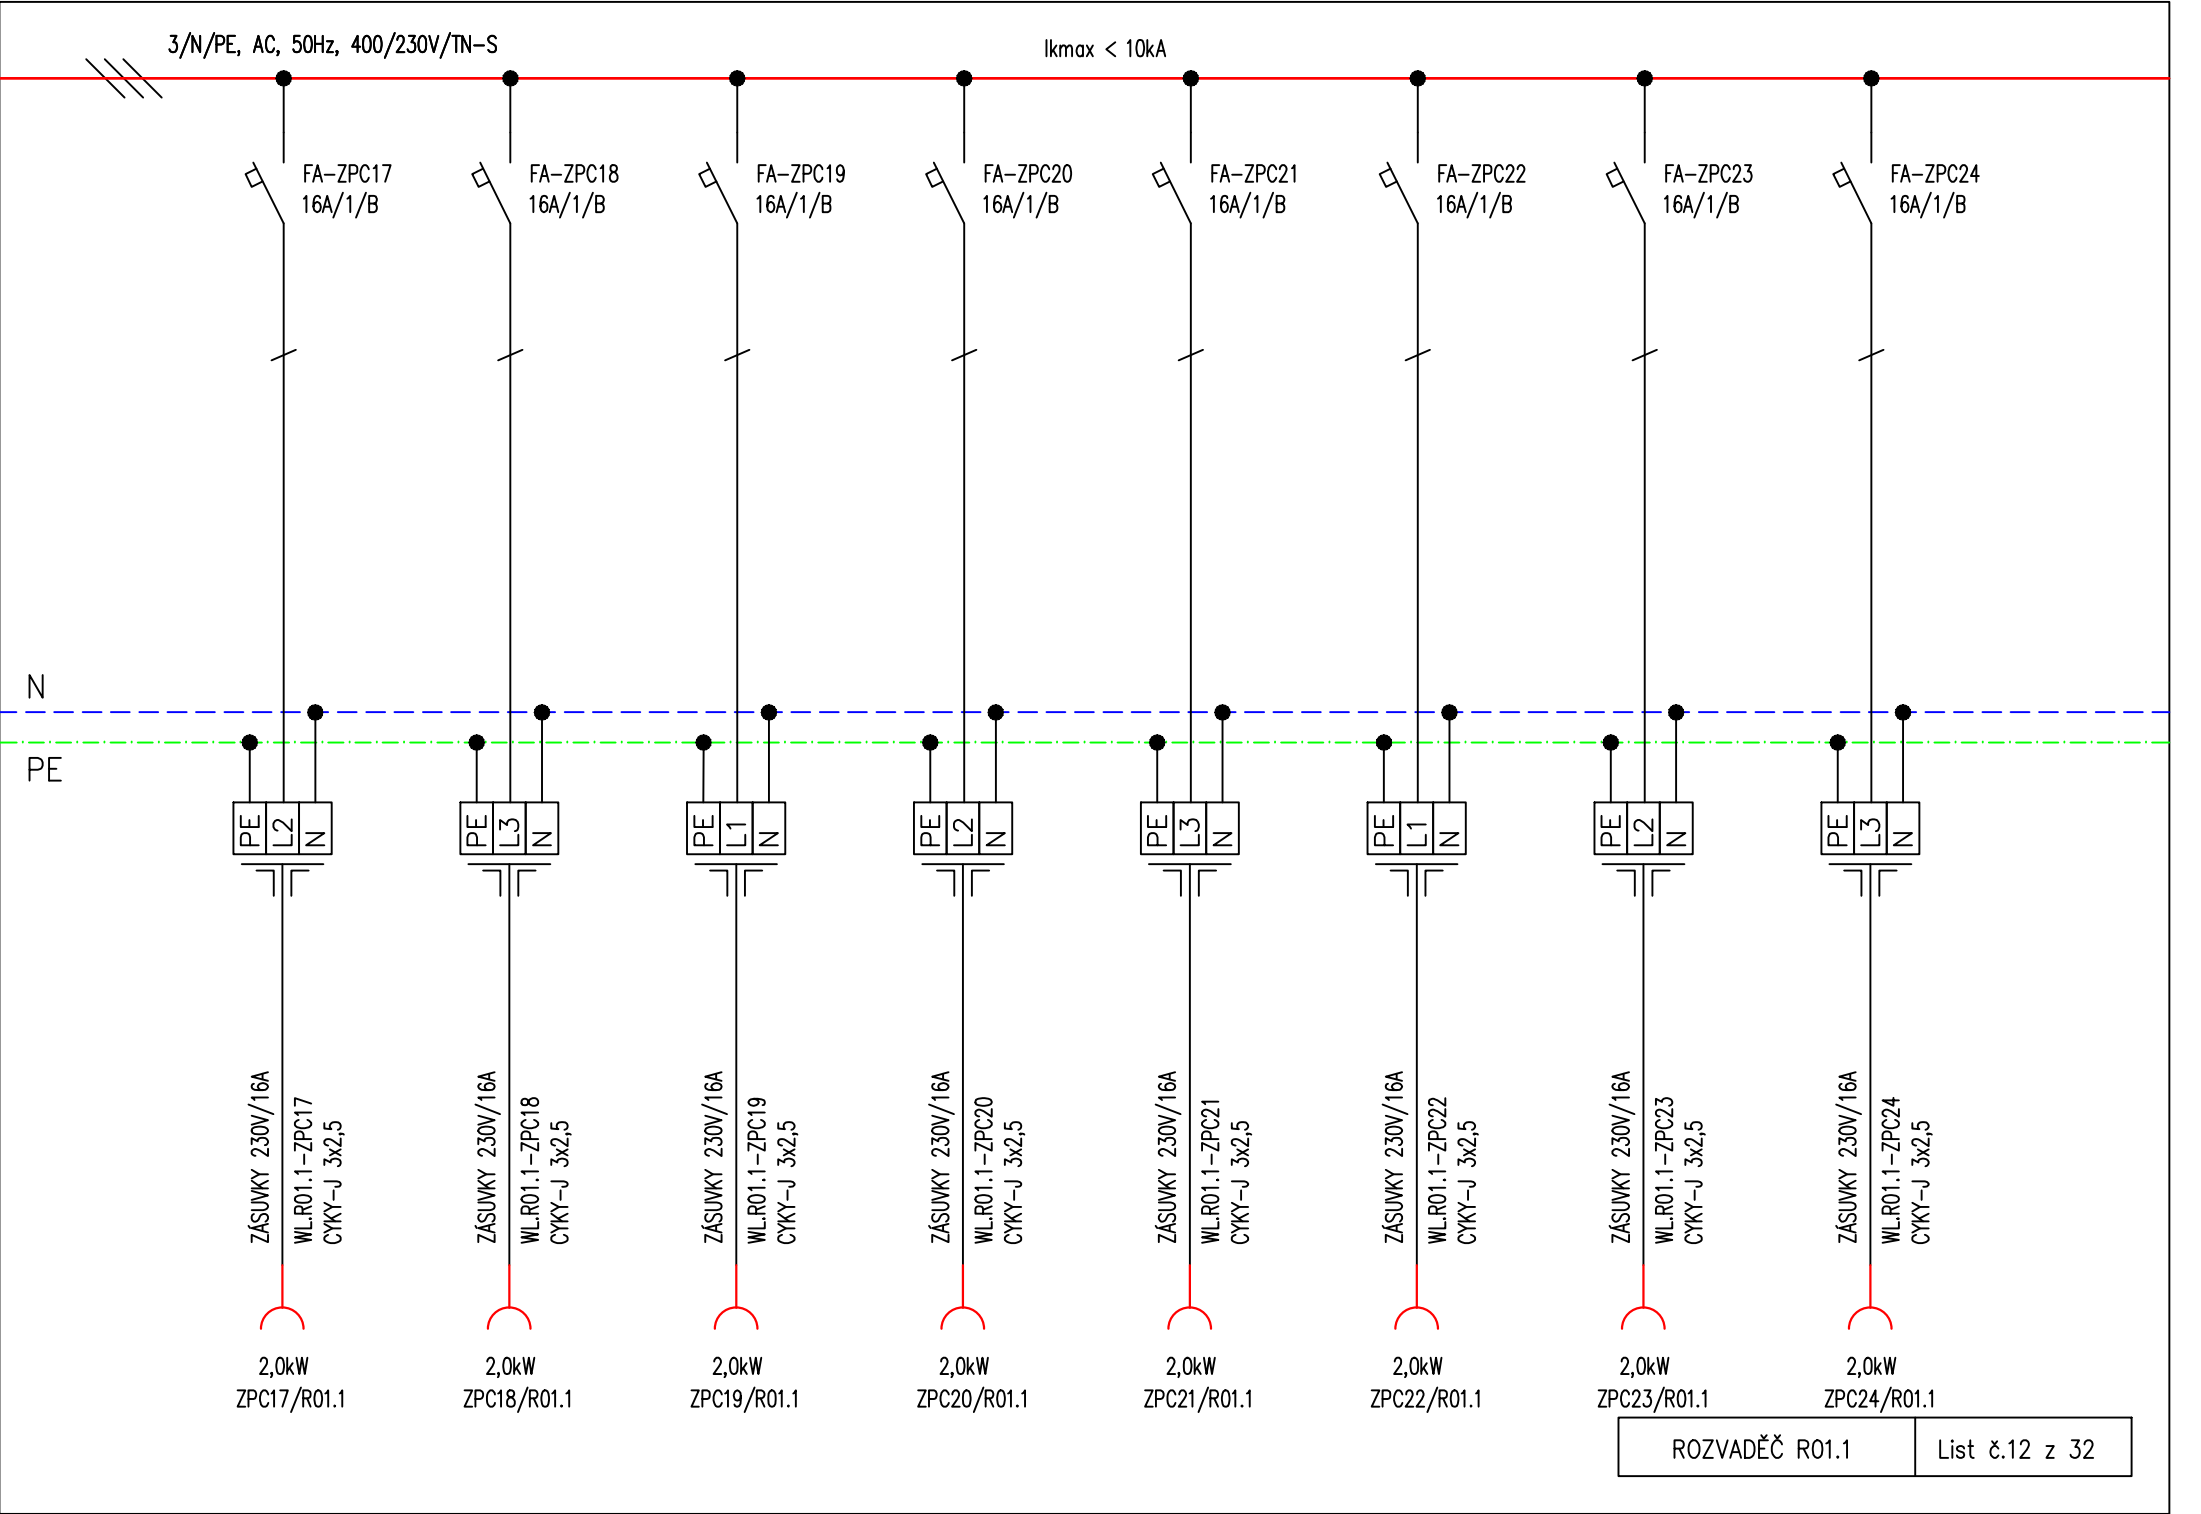 3/N/PE, AC, 50Hz, 400/230V/TN-S
Ikmax < 10kA
FA-ZPC17
16A/1/B
FA-ZPC18
16A/1/B
FA-ZPC19
16A/1/B
FA-ZPC20
16A/1/B
FA-ZPC21
16A/1/B
FA-ZPC22
16A/1/B
FA-ZPC23
16A/1/B
FA-ZPC24
16A/1/B
N
PE
PE L2 N
PE L3 N
PE L1 N
PE L2 N
PE L3 N
PE L1 N
PE L2 N
PE L3 N
ZÁSUVKY 230V/16A
WL.R01.1-ZPC17
CYKY-J 3x2,5
ZÁSUVKY 230V/16A
WL.R01.1-ZPC18
CYKY-J 3x2,5
ZÁSUVKY 230V/16A
WL.R01.1-ZPC19
CYKY-J 3x2,5
ZÁSUVKY 230V/16A
WL.R01.1-ZPC20
CYKY-J 3x2,5
ZÁSUVKY 230V/16A
WL.R01.1-ZPC21
CYKY-J 3x2,5
ZÁSUVKY 230V/16A
WL.R01.1-ZPC22
CYKY-J 3x2,5
ZÁSUVKY 230V/16A
WL.R01.1-ZPC23
CYKY-J 3x2,5
ZÁSUVKY 230V/16A
WL.R01.1-ZPC24
CYKY-J 3x2,5
2,0kW
ZPC17/R01.1
2,0kW
ZPC18/R01.1
2,0kW
ZPC19/R01.1
2,0kW
ZPC20/R01.1
2,0kW
ZPC21/R01.1
2,0kW
ZPC22/R01.1
2,0kW
ZPC23/R01.1
2,0kW
ZPC24/R01.1
ROZVADĚČ R01.1
List č.12 z 32